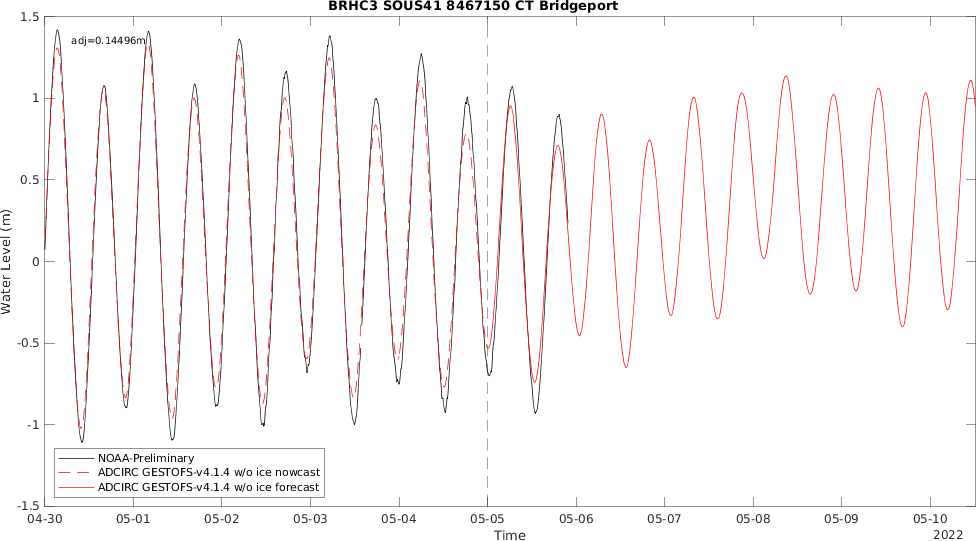 BRHC3 SOUS41 8467150 CT Bridgeport
adj=0.14496m
1.5
1
0.5
0
-0.5
-1
-1.5
Water Level (m)
NOAA-Preliminary
ADCIRC GESTOFS-v4.1.4 w/o ice nowcast
ADCIRC GESTOFS-v4.1.4 w/o ice forecast
04-30 05-01 05-02 05-03 05-04 05-05 05-06 05-07 05-08 05-09 05-10
Time
2022